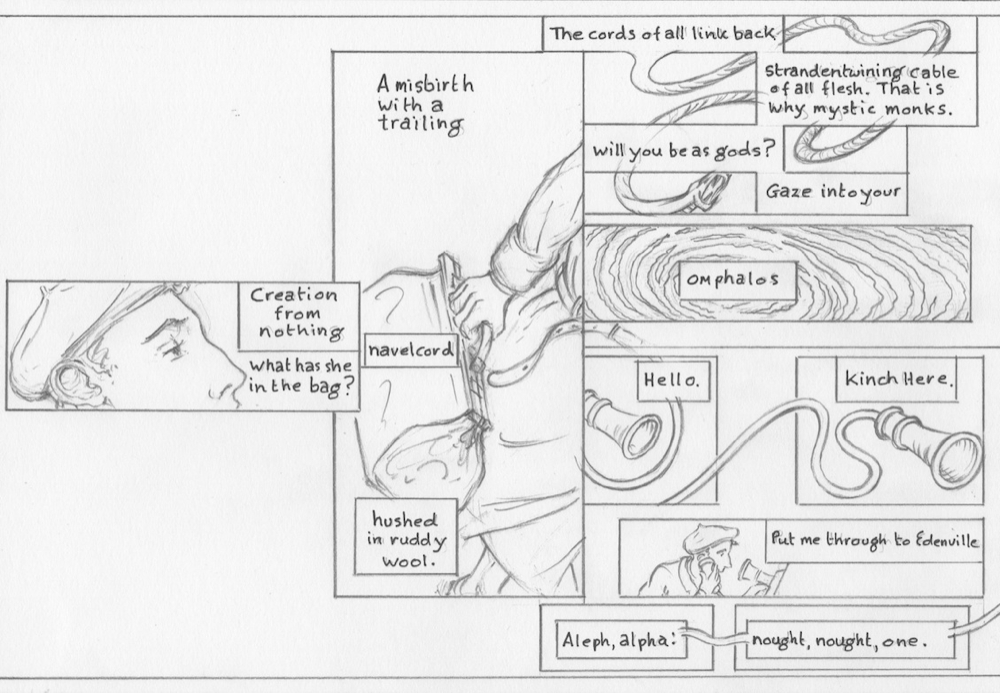 Creation
from
nothing
what has she
in the bag?
A misbirth
with a
trailing
navelcord
hushed
in ruddy
wool.
The cords of all link back
strandentwining cable
of all flesh. That is
why mystic monks.
will you be as gods?
Gaze into your
omphalos
Hello.
Kinch Here.
Put me through to Edenville
Aleph, alpha:
nought, nought, one.